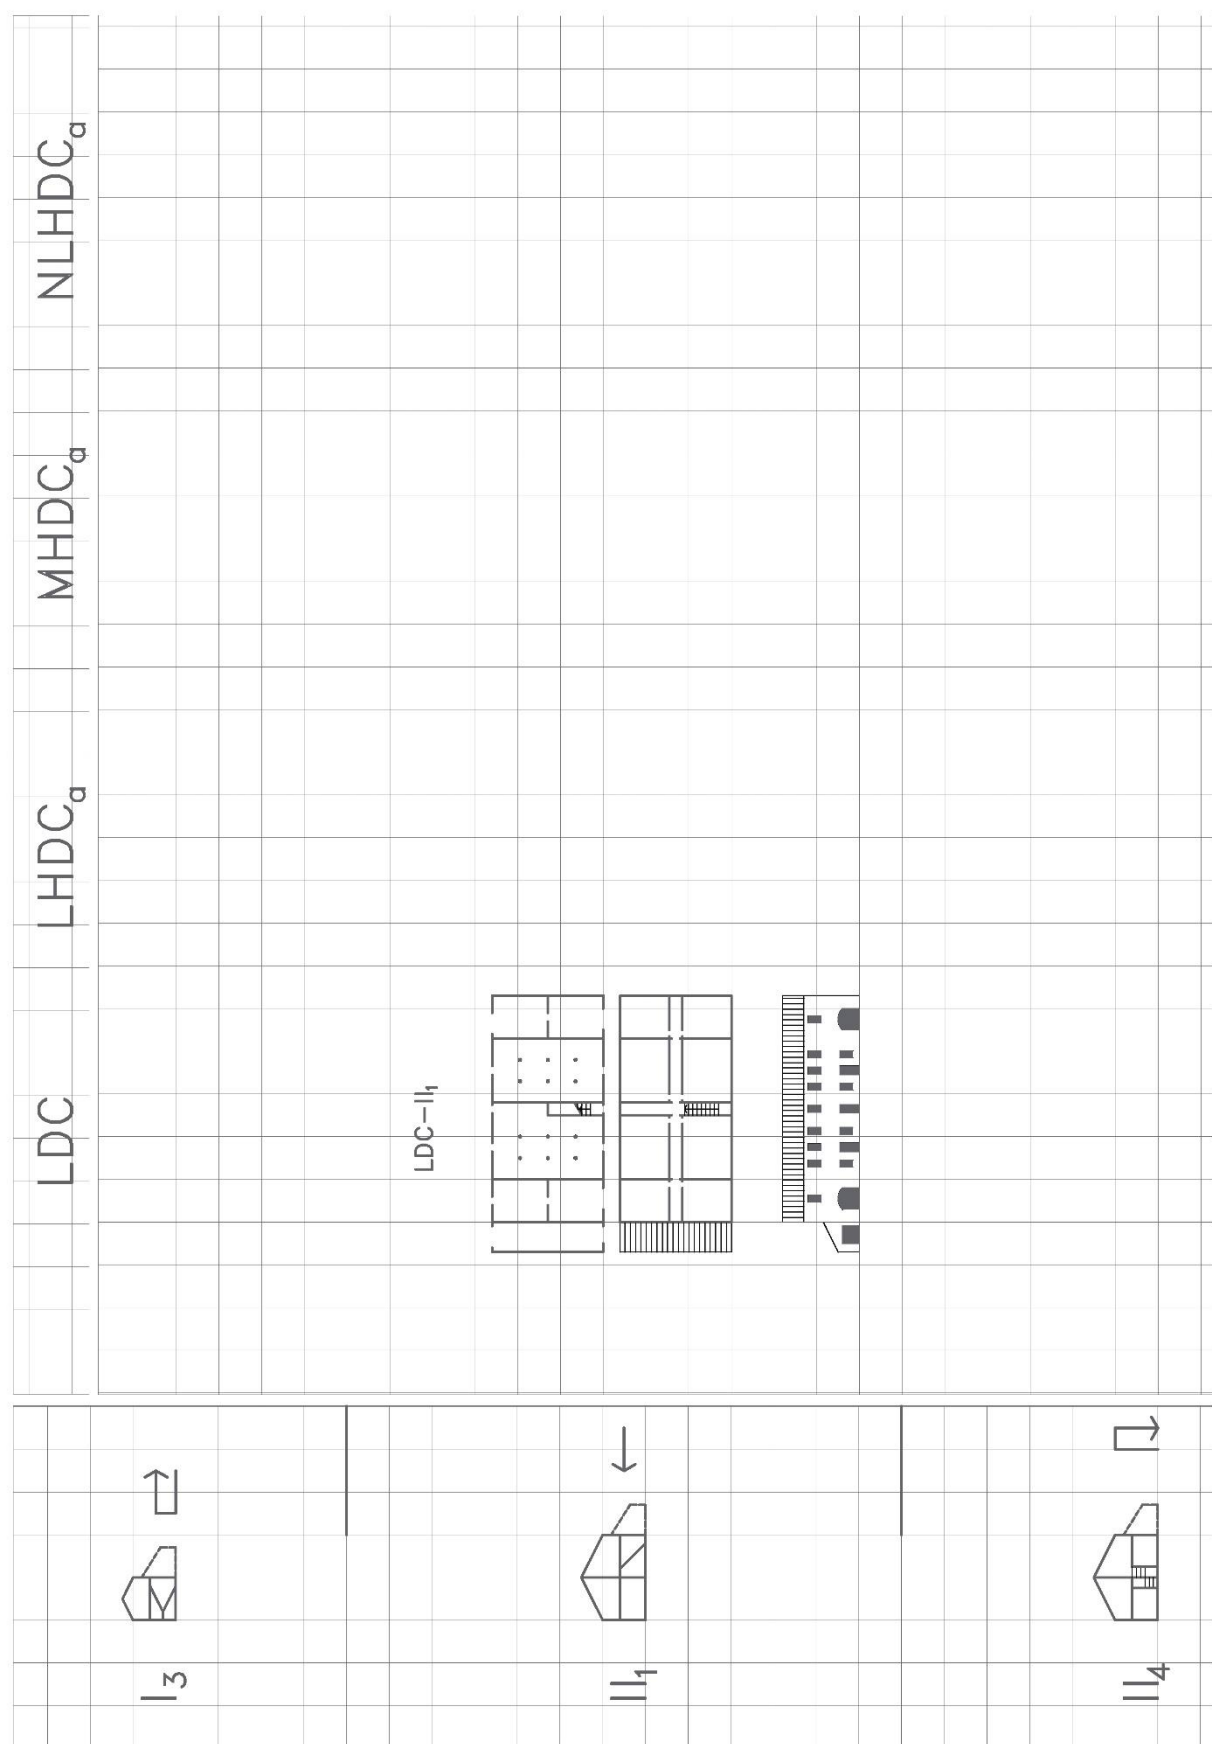 LDC LHDCₐ MHDCₐ NLHDCₐ
I₃
LDC-II₁
II₁
II₄